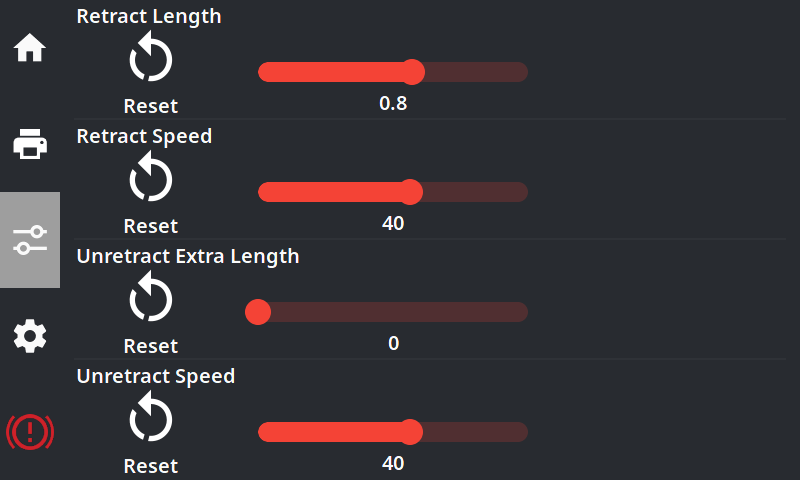 Retract Length
Reset
0.8
Retract Speed
Reset
40
Unretract Extra Length
Reset
0
Unretract Speed
Reset
40